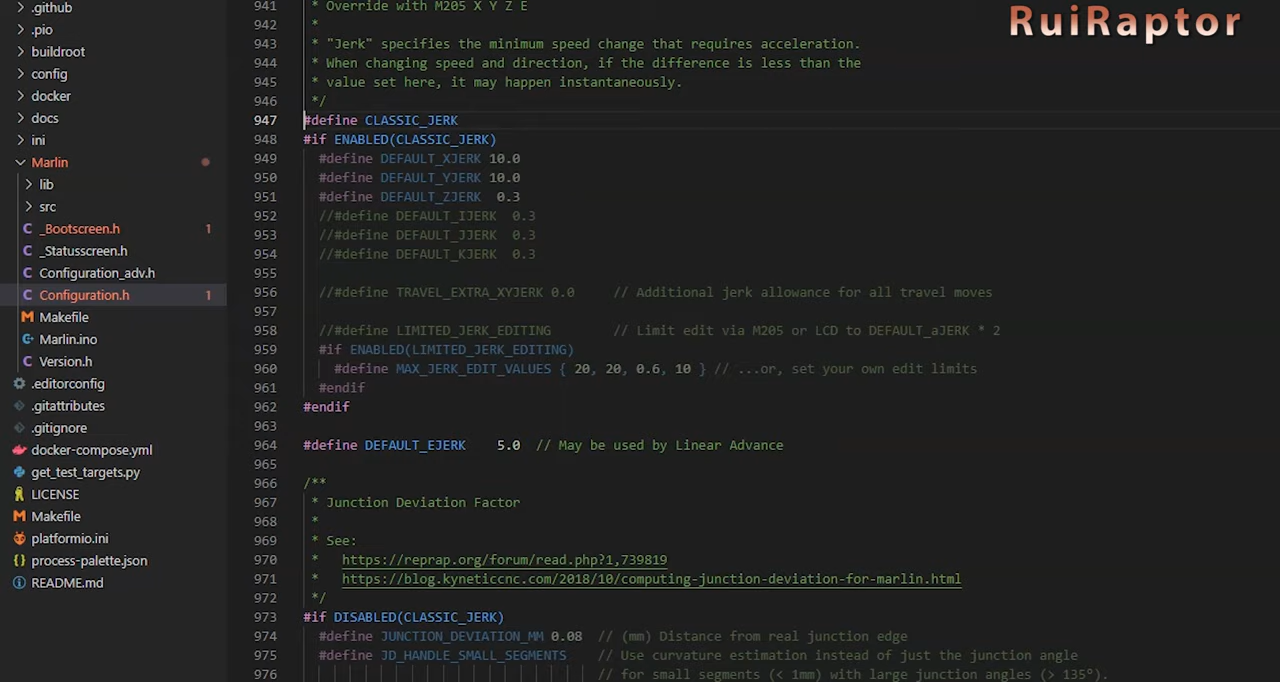 .github
.pio
buildroot
config
docker
docs
ini
Marlin
lib
src
_Bootscreen.h 1
_Statusscreen.h
Configuration_adv.h
Configuration.h 1
Makefile
Marlin.ino
Version.h
.editorconfig
.gitattributes
.gitignore
docker-compose.yml
get_test_targets.py
LICENSE
Makefile
platformio.ini
process-palette.json
README.md
RuiRaptor
941 * Override with M205 X Y Z E
942 *
943 * "Jerk" specifies the minimum speed change that requires acceleration.
944 * When changing speed and direction, if the difference is less than the
945 * value set here, it may happen instantaneously.
946 */
947 #define CLASSIC_JERK
948 #if ENABLED(CLASSIC_JERK)
949 #define DEFAULT_XJERK 10.0
950 #define DEFAULT_YJERK 10.0
951 #define DEFAULT_ZJERK 0.3
952 //#define DEFAULT_IJERK 0.3
953 //#define DEFAULT_JJERK 0.3
954 //#define DEFAULT_KJERK 0.3
955
956 //#define TRAVEL_EXTRA_XYJERK 0.0 // Additional jerk allowance for all travel moves
957
958 //#define LIMITED_JERK_EDITING // Limit edit via M205 or LCD to DEFAULT_aJERK * 2
959 #if ENABLED(LIMITED_JERK_EDITING)
960 #define MAX_JERK_EDIT_VALUES { 20, 20, 0.6, 10 } // ...or, set your own edit limits
961 #endif
962 #endif
963
964 #define DEFAULT_EJERK 5.0 // May be used by Linear Advance
965
966 /**
967 * Junction Deviation Factor
968 *
969 * See:
970 * https://reprap.org/forum/read.php?1,739819
971 * https://blog.kyneticcnc.com/2018/10/computing-junction-deviation-for-marlin.html
972 */
973 #if DISABLED(CLASSIC_JERK)
974 #define JUNCTION_DEVIATION_MM 0.08 // (mm) Distance from real junction edge
975 #define JD_HANDLE_SMALL_SEGMENTS // Use curvature estimation instead of just the junction angle
976 // for small segments (< 1mm) with large junction angles (> 135°).